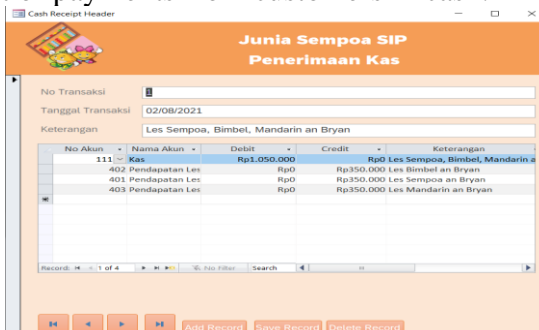 Cash Receipt Header
Junia Sempoa SIP
Penerimaan Kas
No Transaksi 1
Tanggal Transaksi 02/08/2021
Keterangan Les Sempoa, Bimbel, Mandarin an Bryan
No Akun Nama Akun Debit Credit Keterangan
111 Kas Rp1.050.000 Rp0 Les Sempoa, Bimbel, Mandarin a
402 Pendapatan Les Rp0 Rp350.000 Les Bimbel an Bryan
401 Pendapatan Les Rp0 Rp350.000 Les Sempoa an Bryan
403 Pendapatan Les Rp0 Rp350.000 Les Mandarin an Bryan
Record: 1 of 4 No Filter Search
Add Record Save Record Delete Record